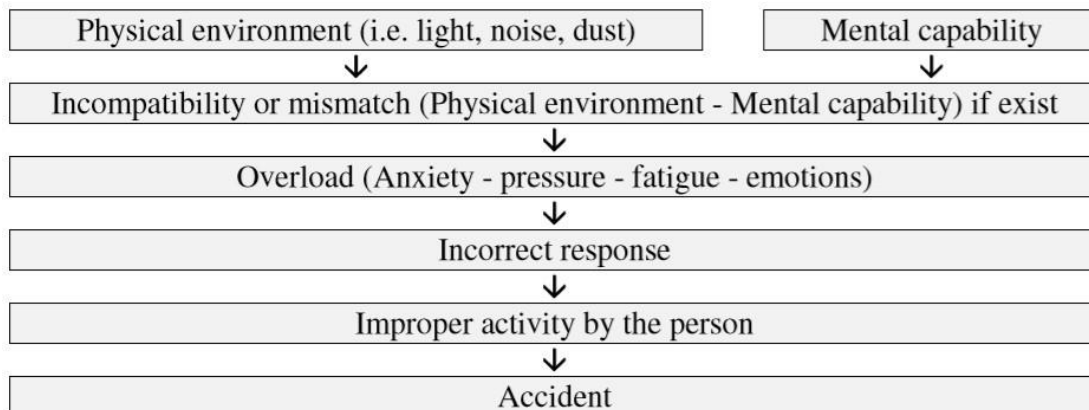 Physical environment (i.e. light, noise, dust)
Mental capability
Incompatibility or mismatch (Physical environment - Mental capability) if exist
Overload (Anxiety - pressure - fatigue - emotions)
Incorrect response
Improper activity by the person
Accident